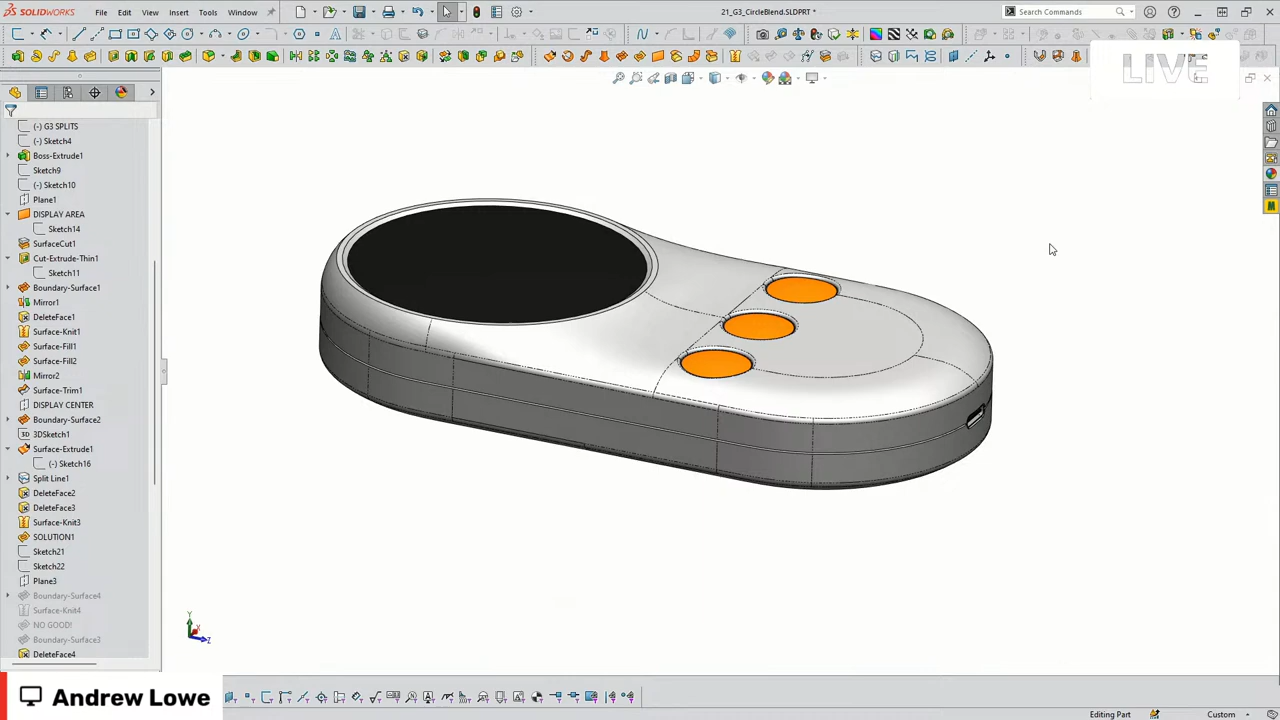 SOLIDWORKS
File
Edit
View
Insert
Tools
Window
21_G3_CircleBlend.SLDPRT *
Search Commands
LIVE
(-) G3 SPLITS
(-) Sketch4
Boss-Extrude1
Sketch9
(-) Sketch10
Plane1
DISPLAY AREA
Sketch14
SurfaceCut1
Cut-Extrude-Thin1
Sketch11
Boundary-Surface1
Mirror1
DeleteFace1
Surface-Knit1
Surface-Fill1
Surface-Fill2
Mirror2
Surface-Trim1
DISPLAY CENTER
Boundary-Surface2
3D 3DSketch1
Surface-Extrude1
(-) Sketch16
Split Line1
DeleteFace2
DeleteFace3
Surface-Knit3
SOLUTION1
Sketch21
Sketch22
Plane3
Boundary-Surface4
Surface-Knit4
NO GOOD!
Boundary-Surface3
DeleteFace4
Y
X
Z
Andrew Lowe
Editing Part
Custom